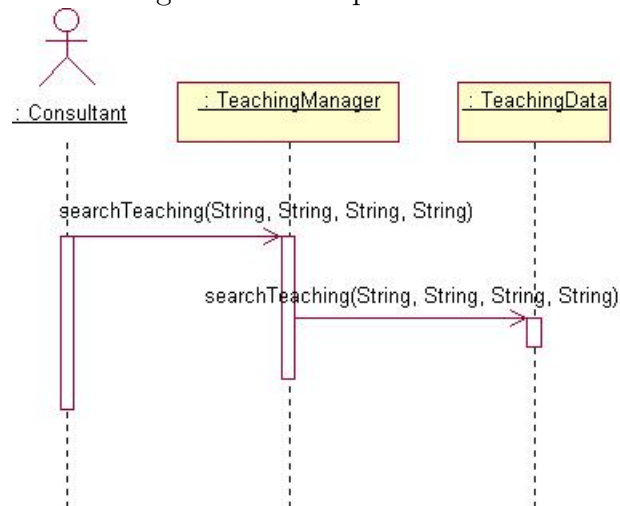 : Consultant
: TeachingManager
: TeachingData
searchTeaching(String, String, String, String)
searchTeaching(String, String, String, String)